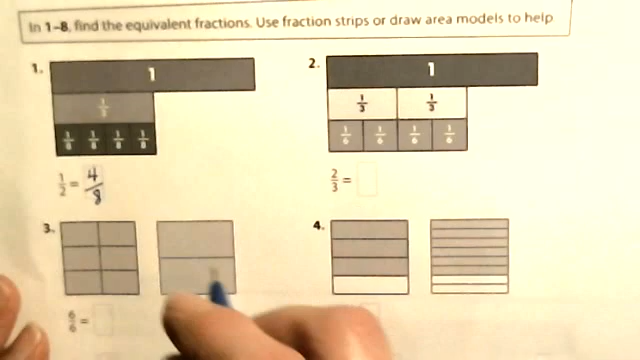 In 1–8, find the equivalent fractions. Use fraction strips or draw area models to help
1.
1
1/2
1/8 1/8 1/8 1/8
1/2 = 4/8
2.
1
1/3 1/3
1/6 1/6 1/6 1/6
2/3 =
3.
6/6 =
4.